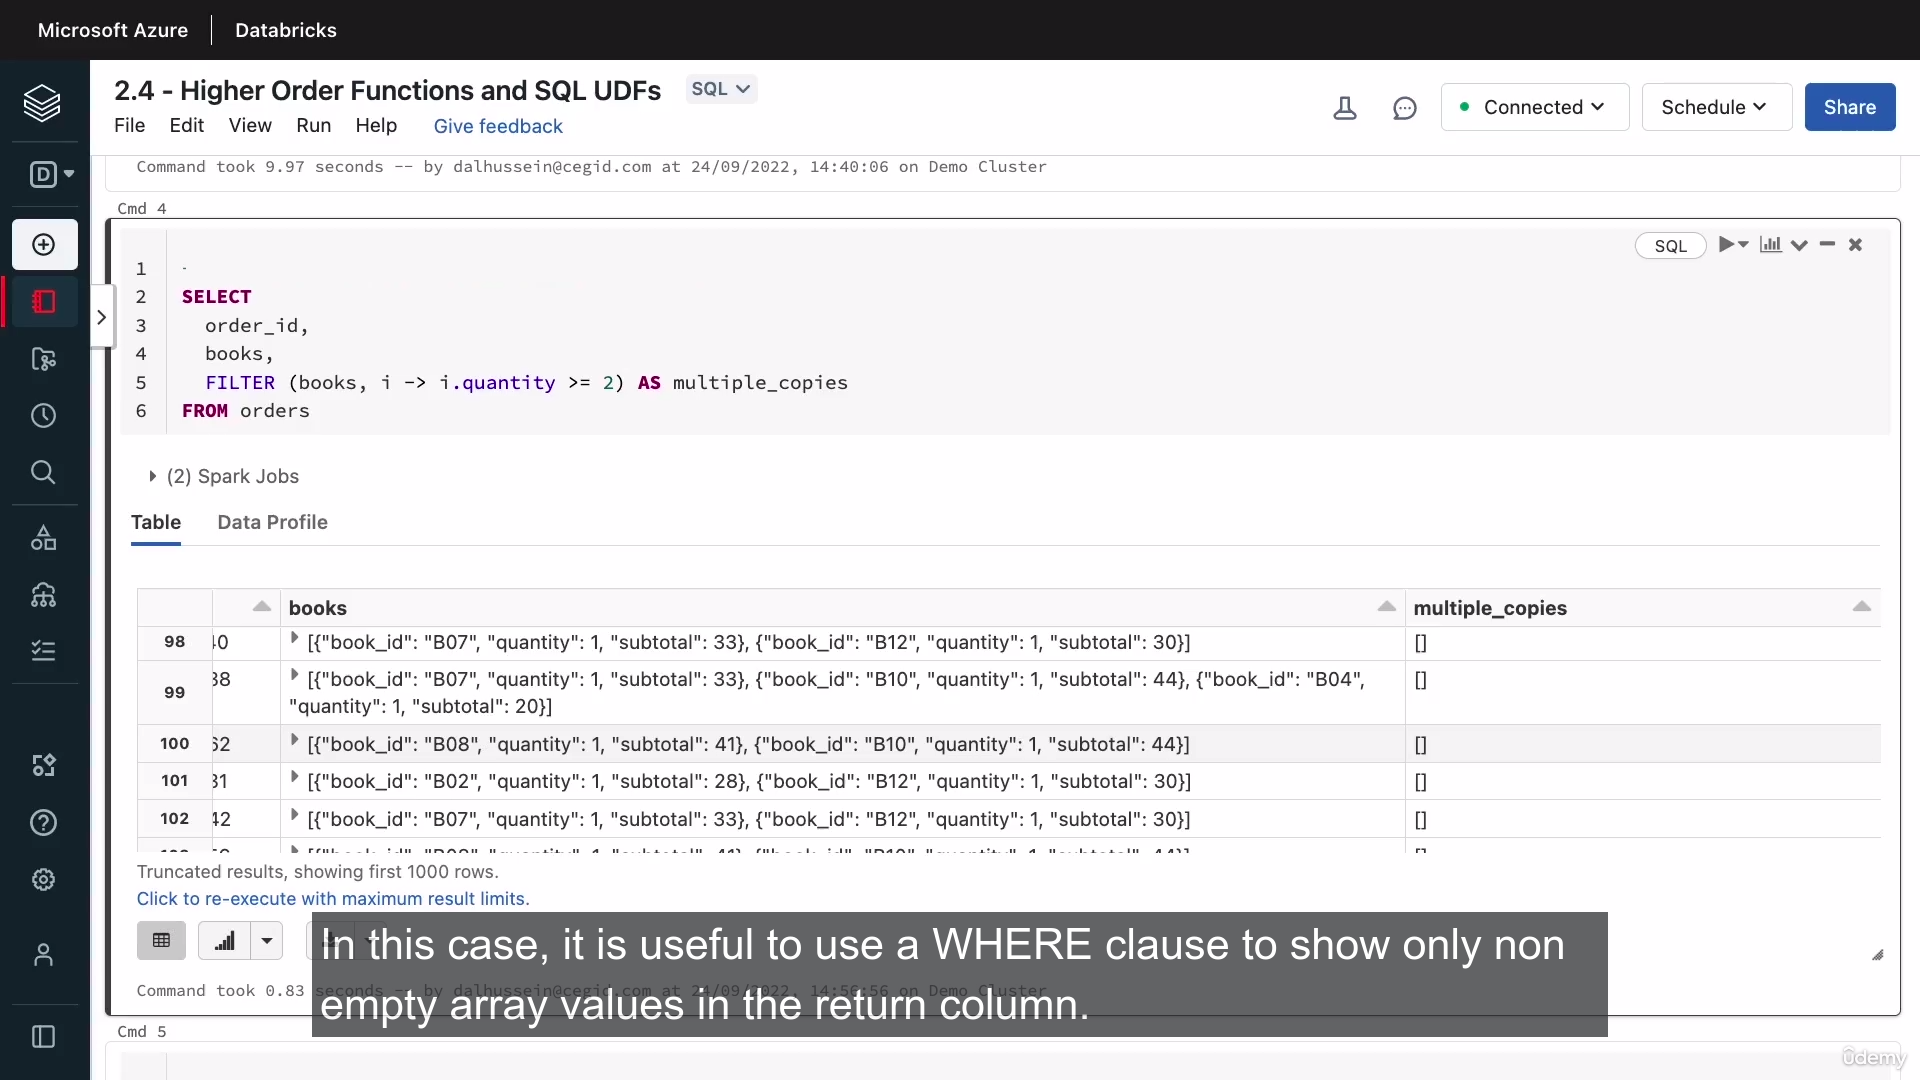 Microsoft Azure Databricks
2.4 - Higher Order Functions and SQL UDFs SQL
File Edit View Run Help Give feedback
Connected Schedule Share
D
Command took 9.97 seconds -- by dalhussein@cegid.com at 24/09/2022, 14:40:06 on Demo Cluster
Cmd 4
SQL
1 -
2 SELECT
3 order_id,
4 books,
5 FILTER (books, i -> i.quantity >= 2) AS multiple_copies
6 FROM orders
(2) Spark Jobs
Table Data Profile
books multiple_copies
98 40 [{"book_id": "B07", "quantity": 1, "subtotal": 33}, {"book_id": "B12", "quantity": 1, "subtotal": 30}] []
99 38 [{"book_id": "B07", "quantity": 1, "subtotal": 33}, {"book_id": "B10", "quantity": 1, "subtotal": 44}, {"book_id": "B04", []
"quantity": 1, "subtotal": 20}]
100 62 [{"book_id": "B08", "quantity": 1, "subtotal": 41}, {"book_id": "B10", "quantity": 1, "subtotal": 44}] []
101 31 [{"book_id": "B02", "quantity": 1, "subtotal": 28}, {"book_id": "B12", "quantity": 1, "subtotal": 30}] []
102 42 [{"book_id": "B07", "quantity": 1, "subtotal": 33}, {"book_id": "B12", "quantity": 1, "subtotal": 30}] []
Truncated results, showing first 1000 rows.
Click to re-execute with maximum result limits.
In this case, it is useful to use a WHERE clause to show only non
empty array values in the return column.
Command took 0.83 seconds -- by dalhussein@cegid.com at 24/09/2022, 14:56:56 on Demo Cluster
Cmd 5
ûdemy